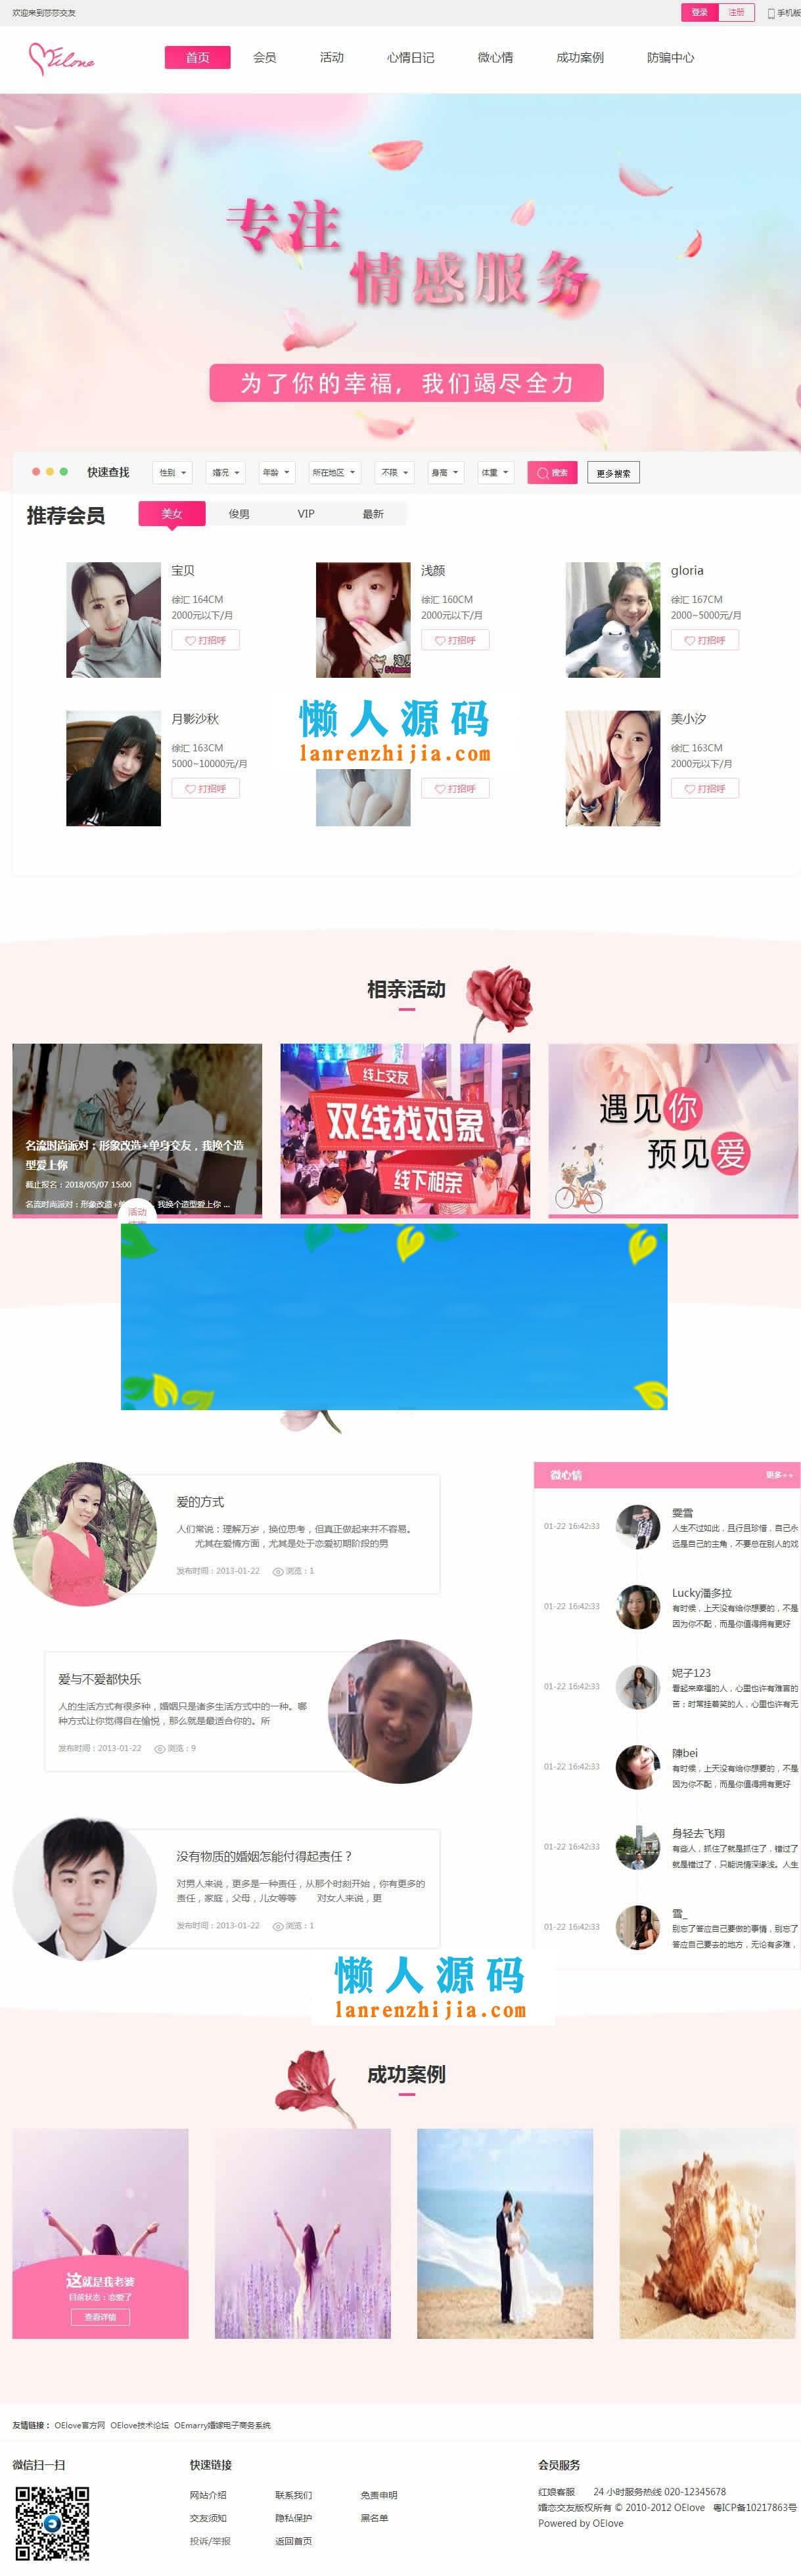 欢迎来到莎莎交友
登录 注册 手机版
OElove
首页 会员 活动 心情日记 微心情 成功案例 防骗中心
专注
情感服务
为了你的幸福，我们竭尽全力
快速查找 性别 婚况 年龄 所在地区 不限 身高 体重 搜索 更多搜索
推荐会员 美女 俊男 VIP 最新
宝贝
徐汇 164CM
2000元以下/月
打招呼
浅颜
徐汇 160CM
2000元以下/月
打招呼
gloria
徐汇 167CM
2000~5000元/月
打招呼
月影沙秋
徐汇 163CM
5000~10000元/月
打招呼
懒人源码
lanrenzhijia.com
打招呼
美小汐
徐汇 163CM
2000元以下/月
打招呼
相亲活动
名流时尚派对：形象改造+单身交友，我换个造
型爱上你
截止报名：2018/05/07 15:00
名流时尚派对：形象改造+单 我换个造型爱上你 ...
活动
线上交友
双线找对象
线下相亲
遇见你
预见爱
爱的方式
人们常说：理解万岁，换位思考，但真正做起来并不容易。
尤其在爱情方面，尤其是处于恋爱初期阶段的男
发布时间：2013-01-22 浏览：1
爱与不爱都快乐
人的生活方式有很多种，婚姻只是诸多生活方式中的一种。哪
种方式让你觉得自在愉悦，那么就是最适合你的。所
发布时间：2013-01-22 浏览：9
没有物质的婚姻怎能付得起责任？
对男人来说，更多是一种责任，从那个时刻开始，你有更多的
责任，家庭，父母，儿女等等 对女人来说，更
发布时间：2013-01-22 浏览：1
微心情 更多++
01-22 16:42:33
雯雪
人生不过如此，且行且珍惜，自己永
远是自己的主角，不要总在别人的戏
01-22 16:42:33
Lucky潘多拉
有时候，上天没有给你想要的，不是
因为你不配，而是你值得拥有更好
01-22 16:42:33
妮子123
看起来幸福的人，心里也许有难言的
苦；时常挂着笑的人，心里也许有无
01-22 16:42:33
陳bei
有时候，上天没有给你想要的，不是
因为你不配，而是你值得拥有更好
01-22 16:42:33
身轻去飞翔
有些人，抓住了就是抓住了，错过了
就是错过了，只能说情深缘浅。人生
01-22 16:42:33
雪_
别忘了答应自己要做的事情，别忘了
答应自己要去的地方，无论有多难，
懒人源码
lanrenzhijia.com
成功案例
这就是我老婆
目前状态：恋爱了
查看详情
友情链接： OElove官方网 OElove技术论坛 OEmarry婚嫁电子商务系统
微信扫一扫
快速链接
网站介绍 联系我们 免责申明
交友须知 隐私保护 黑名单
投诉/举报 返回首页
会员服务
红娘客服 24 小时服务热线 020-12345678
婚恋交友版权所有 © 2010-2012 OElove 粤ICP备10217863号
Powered by OElove